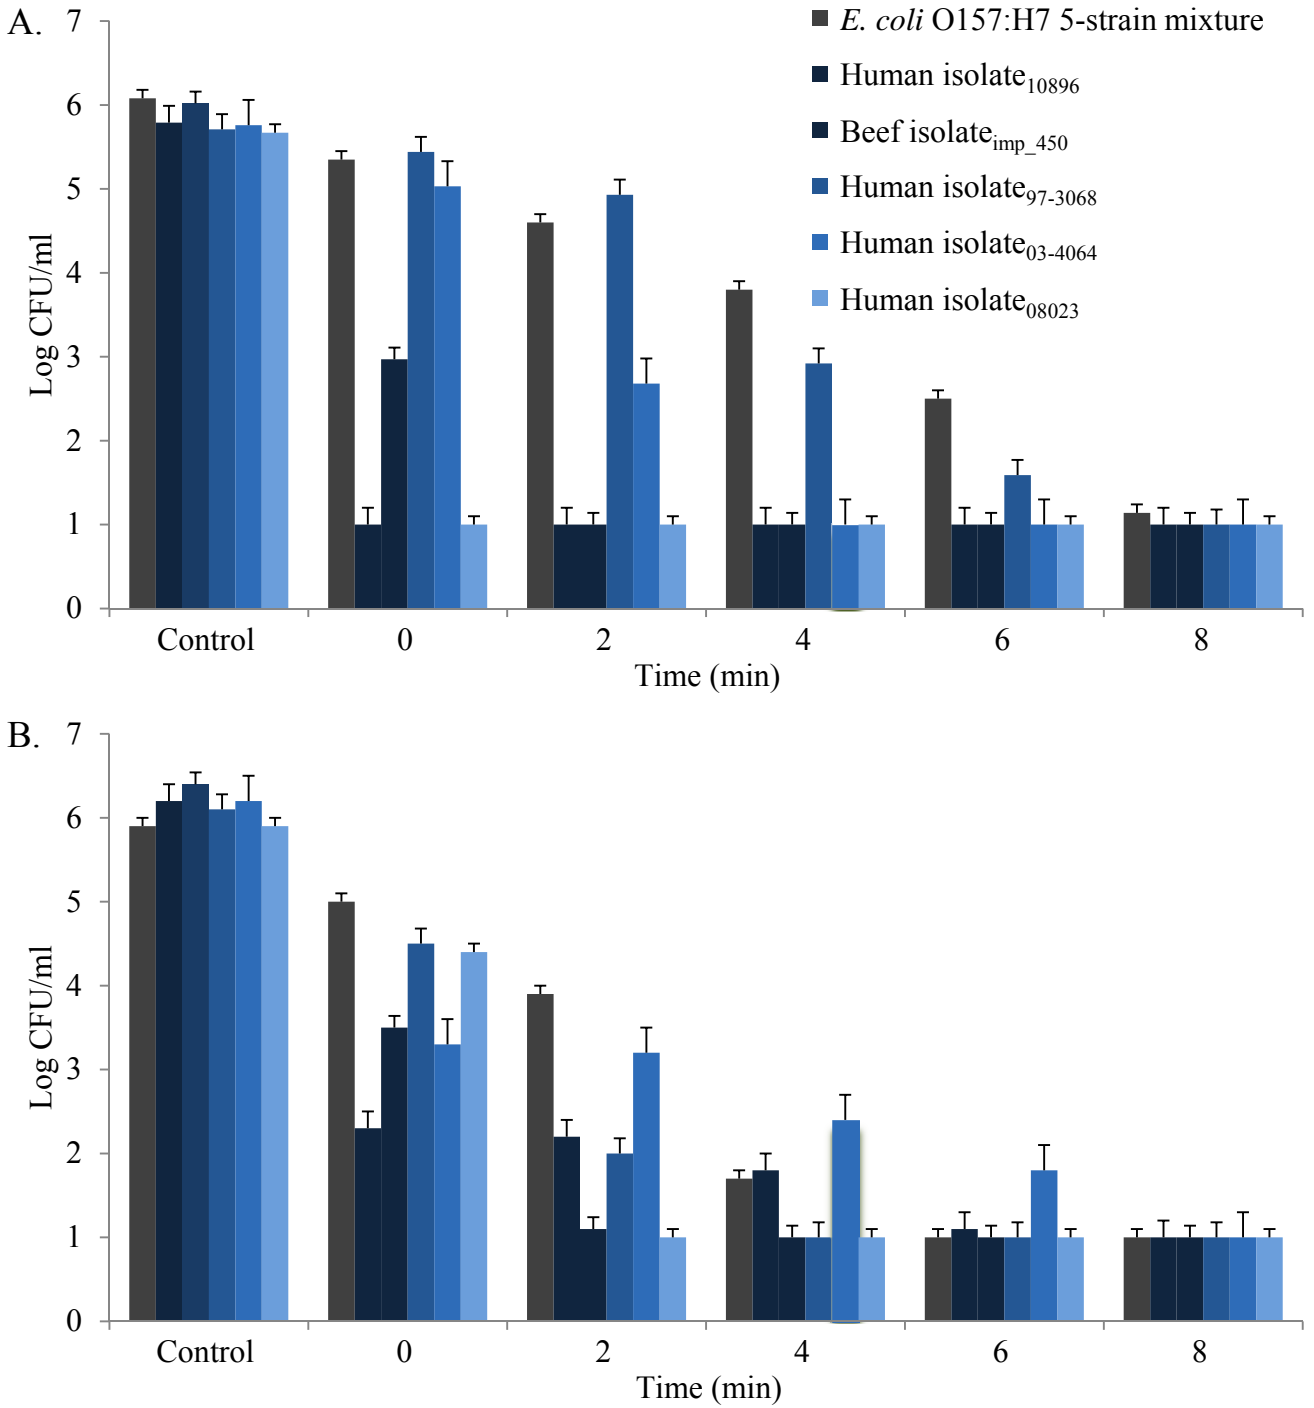 A.
7
6
5
4
3
2
1
0
Log CFU/ml
E. coli O157:H7 5-strain mixture
Human isolate10896
Beef isolateimp_450
Human isolate97-3068
Human isolate03-4064
Human isolate08023
Control 0 2 4 6 8
Time (min)
B.
7
6
5
4
3
2
1
0
Log CFU/ml
Control 0 2 4 6 8
Time (min)